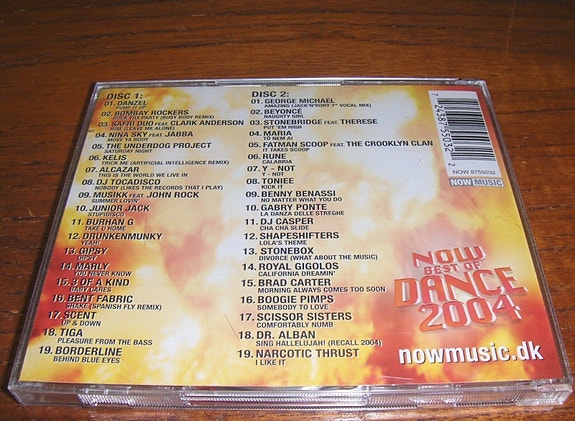 DISC 1:
01. DANZEL
PUMP IT UP
02. BOMBAY ROCKERS
ROCK THA PARTY (RUSY BODY REMIX)
03. SAFRI DUO FEAT. CLARK ANDERSON
RISE (LEAVE ME ALONE)
04. NINA SKY FEAT. JABBA
MOVE YA BODY
05. THE UNDERDOG PROJECT
SATURDAY NIGHT
06. KELIS
TRICK ME (ARTIFICIAL INTELLIGENCE REMIX)
07. ALCAZAR
THIS IS THE WORLD WE LIVE IN
08. DJ TOCADISCO
NOBODY (LIKES THE RECORDS THAT I PLAY)
09. MUSIKK FEAT. JOHN ROCK
SUMMER LOVIN'
10. JUNIOR JACK
STUPIDISCO
11. BURHAN G
TAKE U HOME
12. DRUNKENMUNKY
YEAH!
13. GIPSY
GIPSY
14. MARLY
YOU NEVER KNOW
15. 3 OF A KIND
BABY CARES
16. BENT FABRIC
SHAKE (SPANISH FLY REMIX)
17. SCENT
UP & DOWN
18. TIGA
PLEASURE FROM THE BASS
19. BORDERLINE
BEHIND BLUE EYES
DISC 2:
01. GEORGE MICHAEL
AMAZING (JACK'N'RORY 7" VOCAL MIX)
02. BEYONCÉ
NAUGHTY GIRL
03. STONEBRIDGE FEAT. THERESE
PUT 'EM HIGH
04. MARIA
TO NEM AI
05. FATMAN SCOOP FEAT. THE CROOKLYN CLAN
IT TAKES SCOOP
06. RUNE
CALABRIA
07. Y - NOT
Y - NOT
08. TONIEE
KICK IT
09. BENNY BENASSI
NO MATTER WHAT YOU DO
10. GABRY PONTE
LA DANZA DELLE STREGHE
11. DJ CASPER
CHA CHA SLIDE
12. SHAPESHIFTERS
LOLA'S THEME
13. STONEBOX
DIVORCE (WHAT ABOUT THE MUSIC)
14. ROYAL GIGOLOS
CALIFORNIA DREAMIN'
15. BRAD CARTER
MORNING ALWAYS COMES TOO SOON
16. BOOGIE PIMPS
SOMEBODY TO LOVE
17. SCISSOR SISTERS
COMFORTABLY NUMB
18. DR. ALBAN
SING HALLELUJAH! (RECALL 2004)
19. NARCOTIC THRUST
I LIKE IT
7 24387 55032 2
NOW 8755032
NOW MUSIC
NOW
BEST OF
DANCE
2004
nowmusic.dk